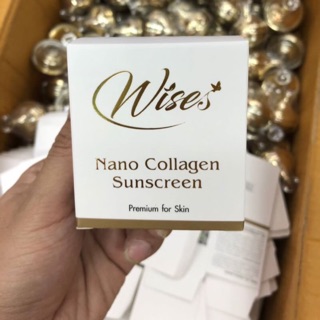 Wises
Nano Collagen
Sunscreen
Premium for Skin